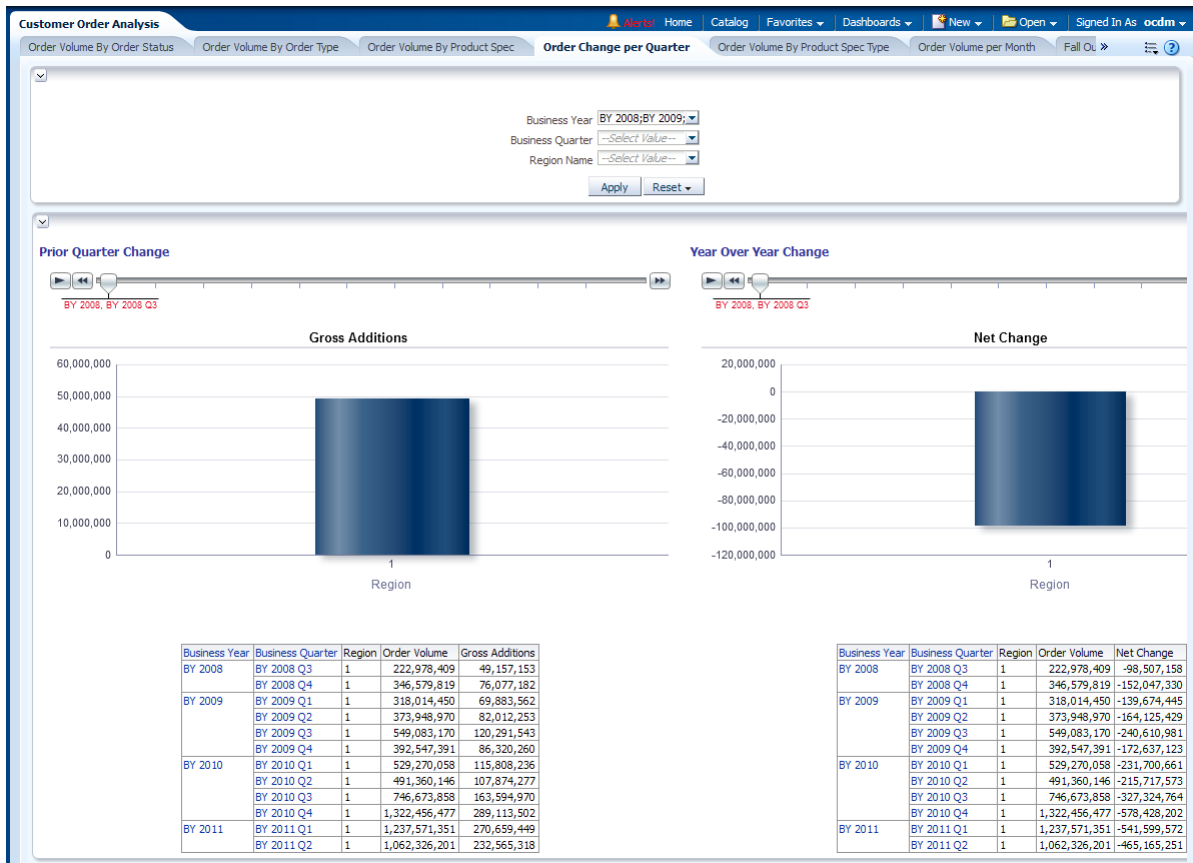 Customer Order Analysis
Alerts! Home Catalog Favorites Dashboards New Open Signed In As ocdm
Order Volume By Order Status Order Volume By Order Type Order Volume By Product Spec Order Change per Quarter Order Volume By Product Spec Type Order Volume per Month Fall Ou »
Business Year BY 2008;BY 2009;
Business Quarter --Select Value--
Region Name --Select Value--
Apply Reset
Prior Quarter Change
BY 2008, BY 2008 Q3
Gross Additions
60,000,000
50,000,000
40,000,000
30,000,000
20,000,000
10,000,000
0
1
Region
Business Year Business Quarter Region Order Volume Gross Additions
BY 2008 BY 2008 Q3 1 222,978,409 49,157,153
BY 2008 Q4 1 346,579,819 76,077,182
BY 2009 BY 2009 Q1 1 318,014,450 69,883,562
BY 2009 Q2 1 373,948,970 82,012,253
BY 2009 Q3 1 549,083,170 120,291,543
BY 2009 Q4 1 392,547,391 86,320,260
BY 2010 BY 2010 Q1 1 529,270,058 115,808,236
BY 2010 Q2 1 491,360,146 107,874,277
BY 2010 Q3 1 746,673,858 163,594,970
BY 2010 Q4 1 1,322,456,477 289,113,502
BY 2011 BY 2011 Q1 1 1,237,571,351 270,659,449
BY 2011 Q2 1 1,062,326,201 232,565,318
Year Over Year Change
BY 2008, BY 2008 Q3
Net Change
20,000,000
0
-20,000,000
-40,000,000
-60,000,000
-80,000,000
-100,000,000
-120,000,000
1
Region
Business Year Business Quarter Region Order Volume Net Change
BY 2008 BY 2008 Q3 1 222,978,409 -98,507,158
BY 2008 Q4 1 346,579,819 -152,047,330
BY 2009 BY 2009 Q1 1 318,014,450 -139,674,445
BY 2009 Q2 1 373,948,970 -164,125,429
BY 2009 Q3 1 549,083,170 -240,610,981
BY 2009 Q4 1 392,547,391 -172,637,123
BY 2010 BY 2010 Q1 1 529,270,058 -231,700,661
BY 2010 Q2 1 491,360,146 -215,717,573
BY 2010 Q3 1 746,673,858 -327,324,764
BY 2010 Q4 1 1,322,456,477 -578,428,202
BY 2011 BY 2011 Q1 1 1,237,571,351 -541,599,572
BY 2011 Q2 1 1,062,326,201 -465,165,251